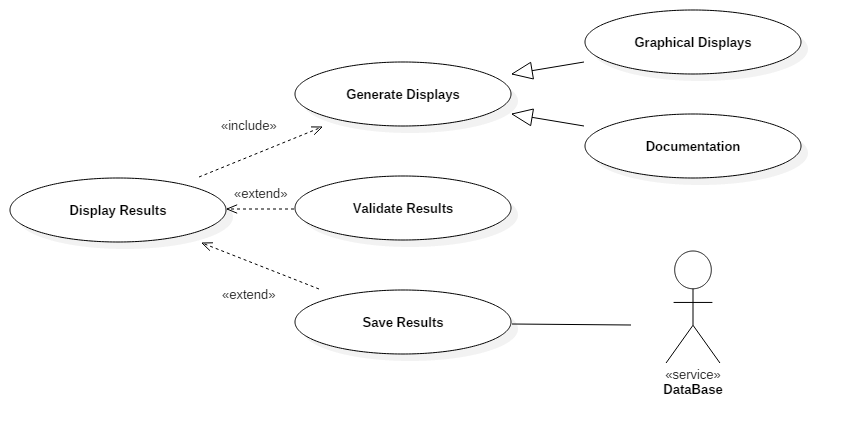 Graphical Displays
Generate Displays
«include»
Documentation
«extend»
Display Results
Validate Results
«extend»
Save Results
«service»
DataBase